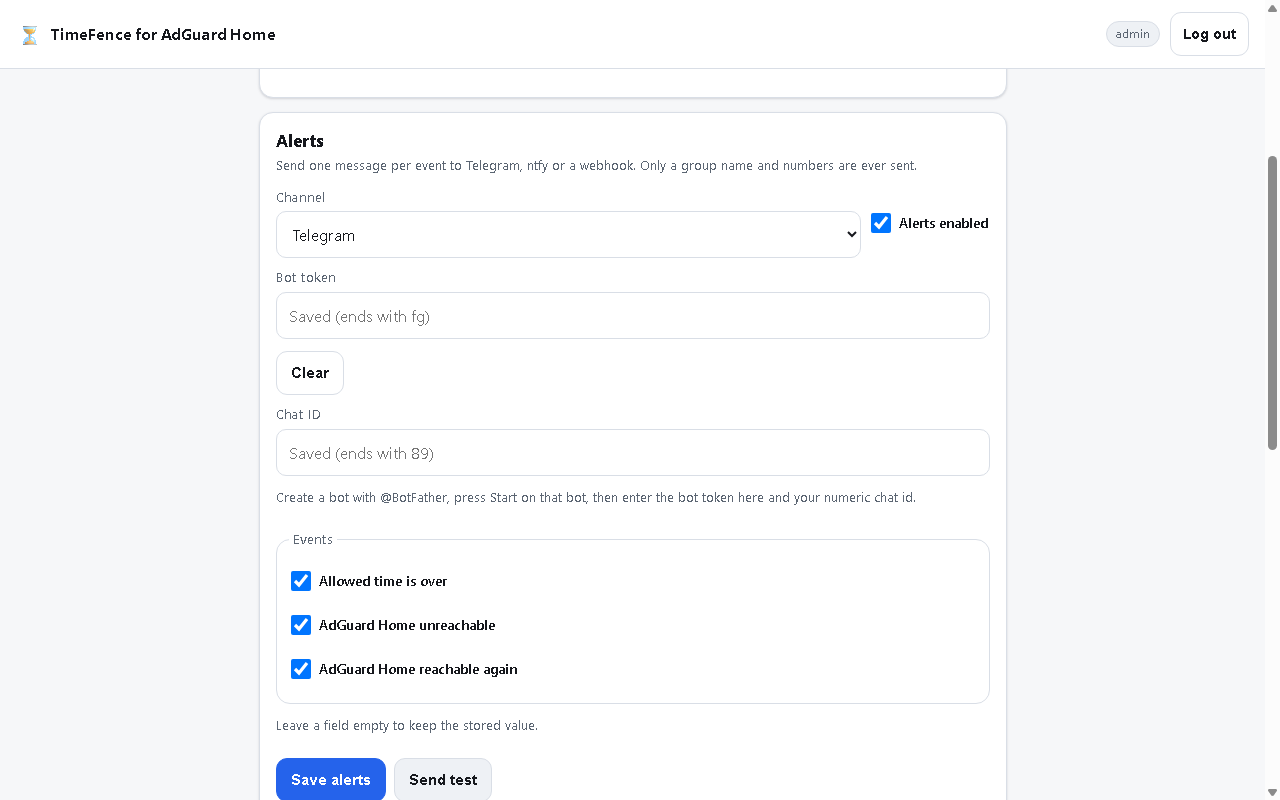 ⏳ TimeFence for AdGuard Home
admin
Log out
Alerts
Send one message per event to Telegram, ntfy or a webhook. Only a group name and numbers are ever sent.
Channel
Telegram
Alerts enabled
Bot token
Saved (ends with fg)
Clear
Chat ID
Saved (ends with 89)
Create a bot with @BotFather, press Start on that bot, then enter the bot token here and your numeric chat id.
Events
Allowed time is over
AdGuard Home unreachable
AdGuard Home reachable again
Leave a field empty to keep the stored value.
Save alerts
Send test